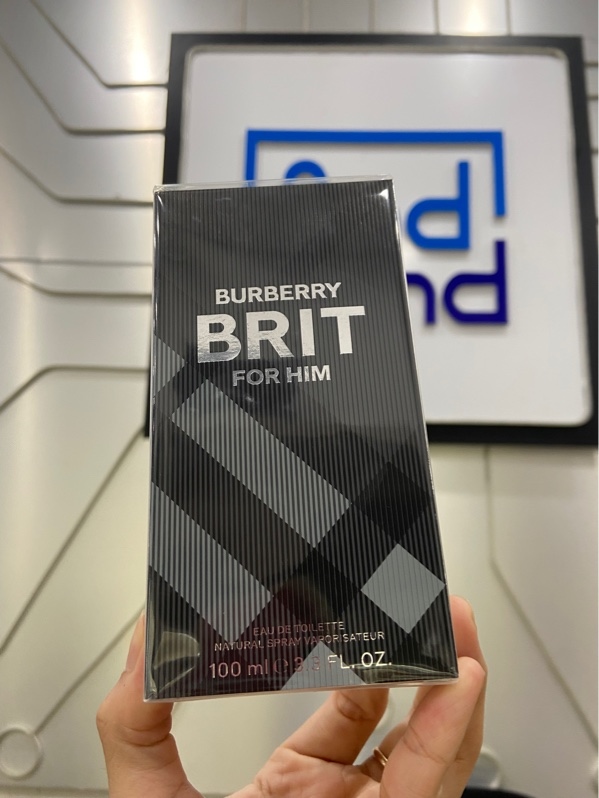 BURBERRY
BRIT
FOR HIM
EAU DE TOILETTE
NATURAL SPRAY VAPORISATEUR
100 ml e 3.3 FL. OZ.